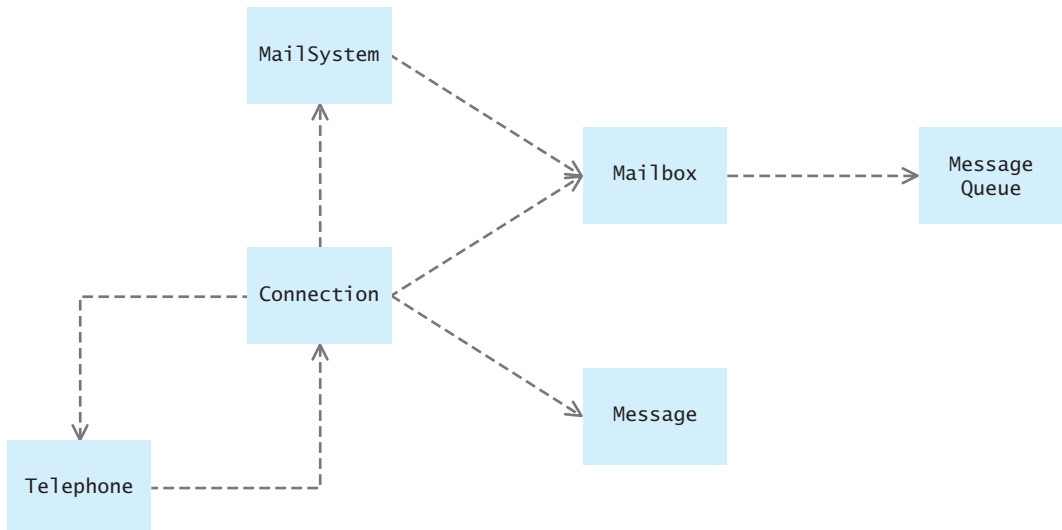 MailSystem
Mailbox
Message
Queue
Connection
Message
Telephone